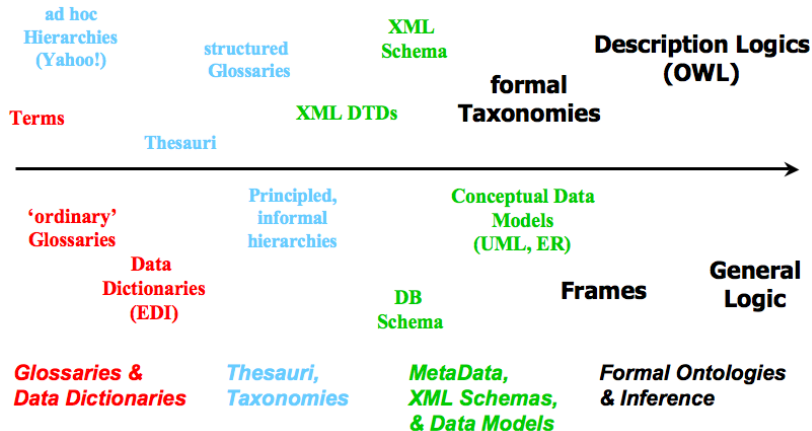 ad hoc
Hierarchies
(Yahoo!)
structured
Glossaries
XML
Schema
Description Logics
(OWL)
formal
Taxonomies
Terms
XML DTDs
Thesauri
‘ordinary’
Glossaries
Principled,
informal
hierarchies
Conceptual Data
Models
(UML, ER)
Data
Dictionaries
(EDI)
DB
Schema
Frames
General
Logic
Glossaries &
Data Dictionaries
Thesauri,
Taxonomies
MetaData,
XML Schemas,
& Data Models
Formal Ontologies
& Inference